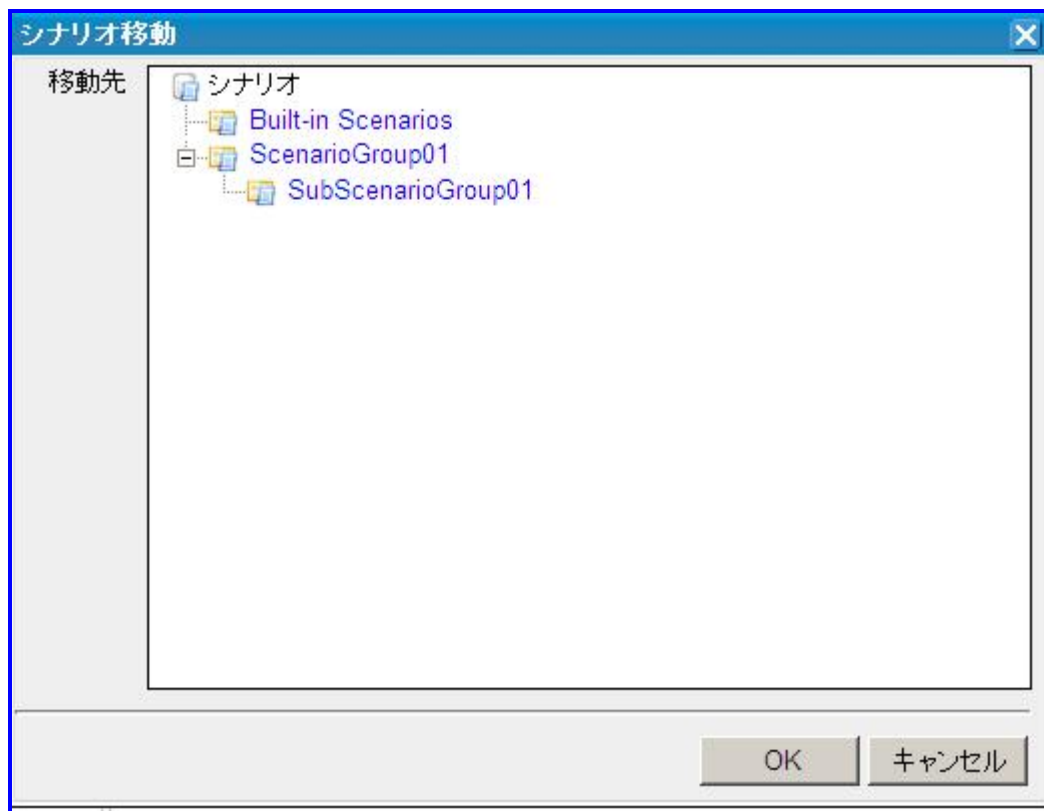 シナリオ移動
移動先
シナリオ
Built-in Scenarios
ScenarioGroup01
SubScenarioGroup01
OK
キャンセル